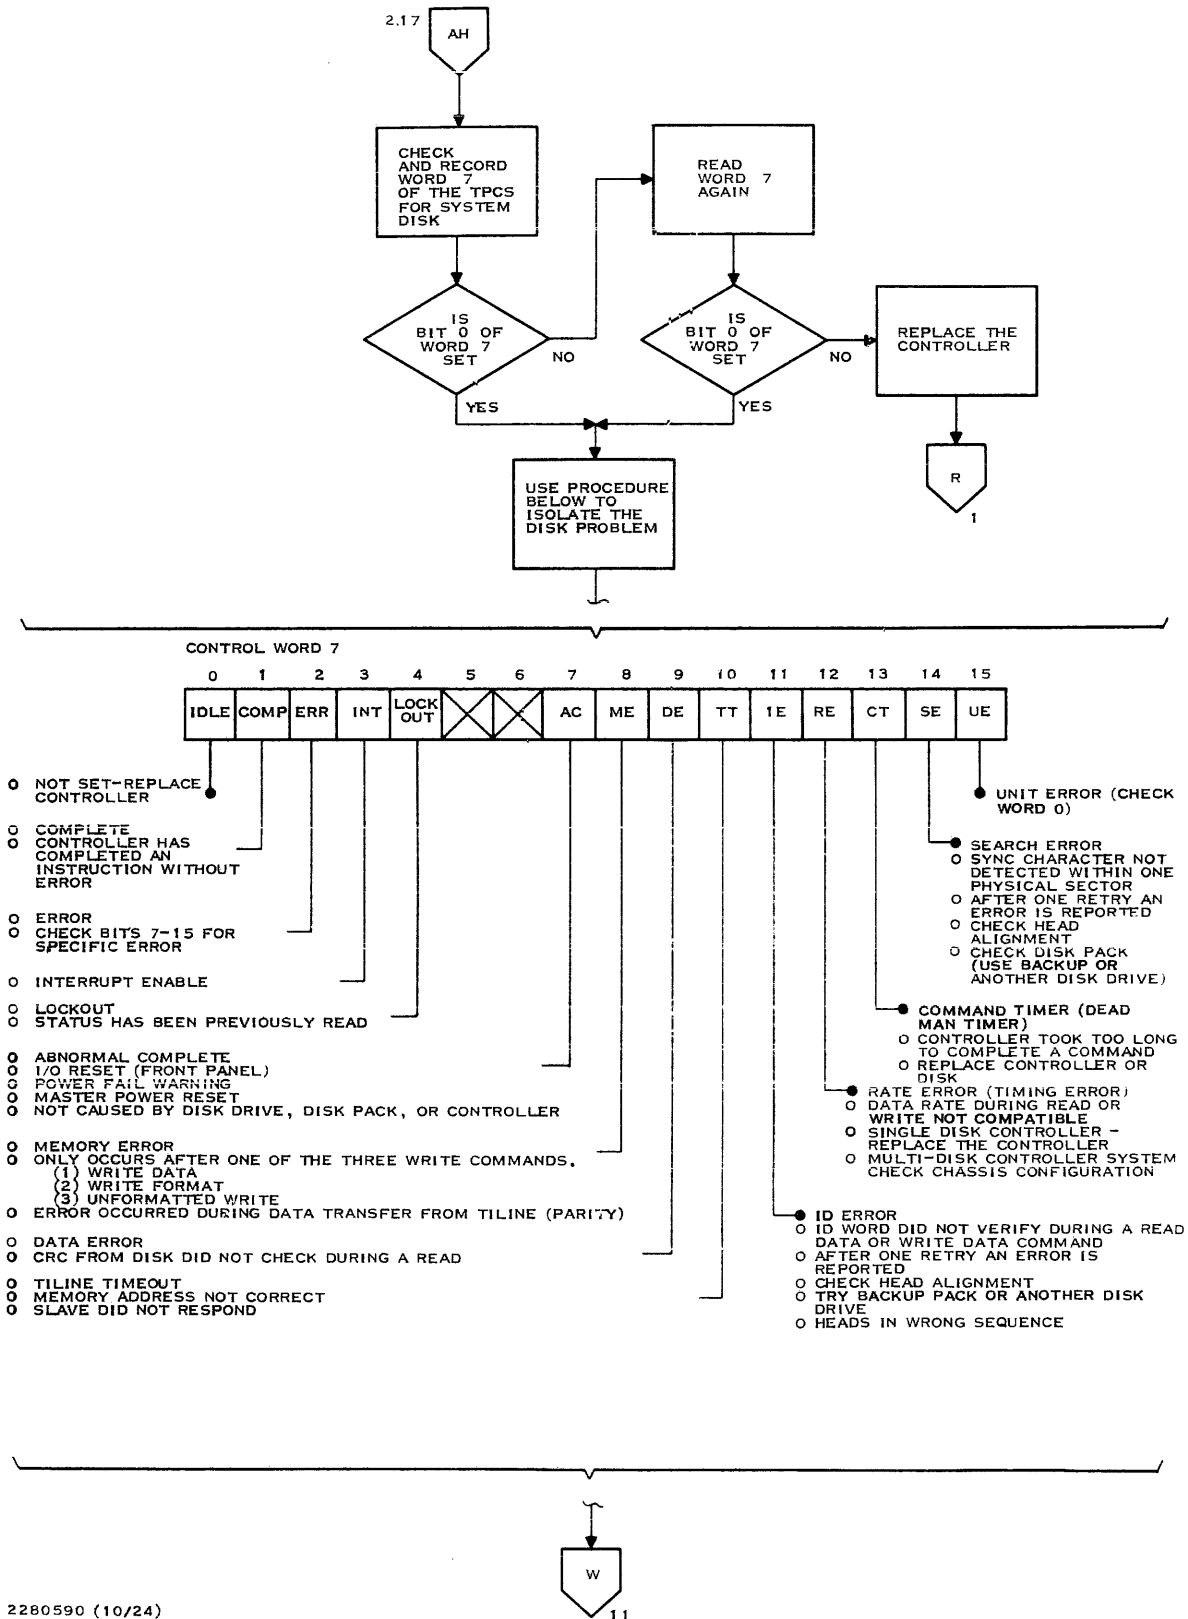 2.17
AH
CHECK
AND RECORD
WORD 7
OF THE TPCS
FOR SYSTEM
DISK
READ
WORD 7
AGAIN
IS
BIT 0 OF
WORD 7
SET
NO
YES
IS
BIT 0 OF
WORD 7
SET
NO
YES
REPLACE THE
CONTROLLER
R
1
USE PROCEDURE
BELOW TO
ISOLATE THE
DISK PROBLEM
CONTROL WORD 7
0 1 2 3 4 5 6 7 8 9 10 11 12 13 14 15
IDLE COMP ERR INT LOCK OUT AC ME DE TT IE RE CT SE UE
O NOT SET-REPLACE
CONTROLLER
O COMPLETE
O CONTROLLER HAS
COMPLETED AN
INSTRUCTION WITHOUT
ERROR
O ERROR
O CHECK BITS 7-15 FOR
SPECIFIC ERROR
O INTERRUPT ENABLE
O LOCKOUT
O STATUS HAS BEEN PREVIOUSLY READ
O ABNORMAL COMPLETE
O I/O RESET (FRONT PANEL)
O POWER FAIL WARNING
O MASTER POWER RESET
O NOT CAUSED BY DISK DRIVE, DISK PACK, OR CONTROLLER
O MEMORY ERROR
O ONLY OCCURS AFTER ONE OF THE THREE WRITE COMMANDS.
(1) WRITE DATA
(2) WRITE FORMAT
(3) UNFORMATTED WRITE
O ERROR OCCURRED DURING DATA TRANSFER FROM TILINE (PARITY)
O DATA ERROR
O CRC FROM DISK DID NOT CHECK DURING A READ
O TILINE TIMEOUT
O MEMORY ADDRESS NOT CORRECT
O SLAVE DID NOT RESPOND
UNIT ERROR (CHECK
WORD 0)
SEARCH ERROR
O SYNC CHARACTER NOT
DETECTED WITHIN ONE
PHYSICAL SECTOR
O AFTER ONE RETRY AN
ERROR IS REPORTED
O CHECK HEAD
ALIGNMENT
O CHECK DISK PACK
(USE BACKUP OR
ANOTHER DISK DRIVE)
COMMAND TIMER (DEAD
MAN TIMER)
O CONTROLLER TOOK TOO LONG
TO COMPLETE A COMMAND
O REPLACE CONTROLLER OR
DISK
RATE ERROR (TIMING ERROR)
O DATA RATE DURING READ OR
WRITE NOT COMPATIBLE
O SINGLE DISK CONTROLLER -
REPLACE THE CONTROLLER
O MULTI-DISK CONTROLLER SYSTEM
CHECK CHASSIS CONFIGURATION
ID ERROR
O ID WORD DID NOT VERIFY DURING A READ
DATA OR WRITE DATA COMMAND
O AFTER ONE RETRY AN ERROR IS
REPORTED
O CHECK HEAD ALIGNMENT
O TRY BACKUP PACK OR ANOTHER DISK
DRIVE
O HEADS IN WRONG SEQUENCE
W
11
2280590 (10/24)